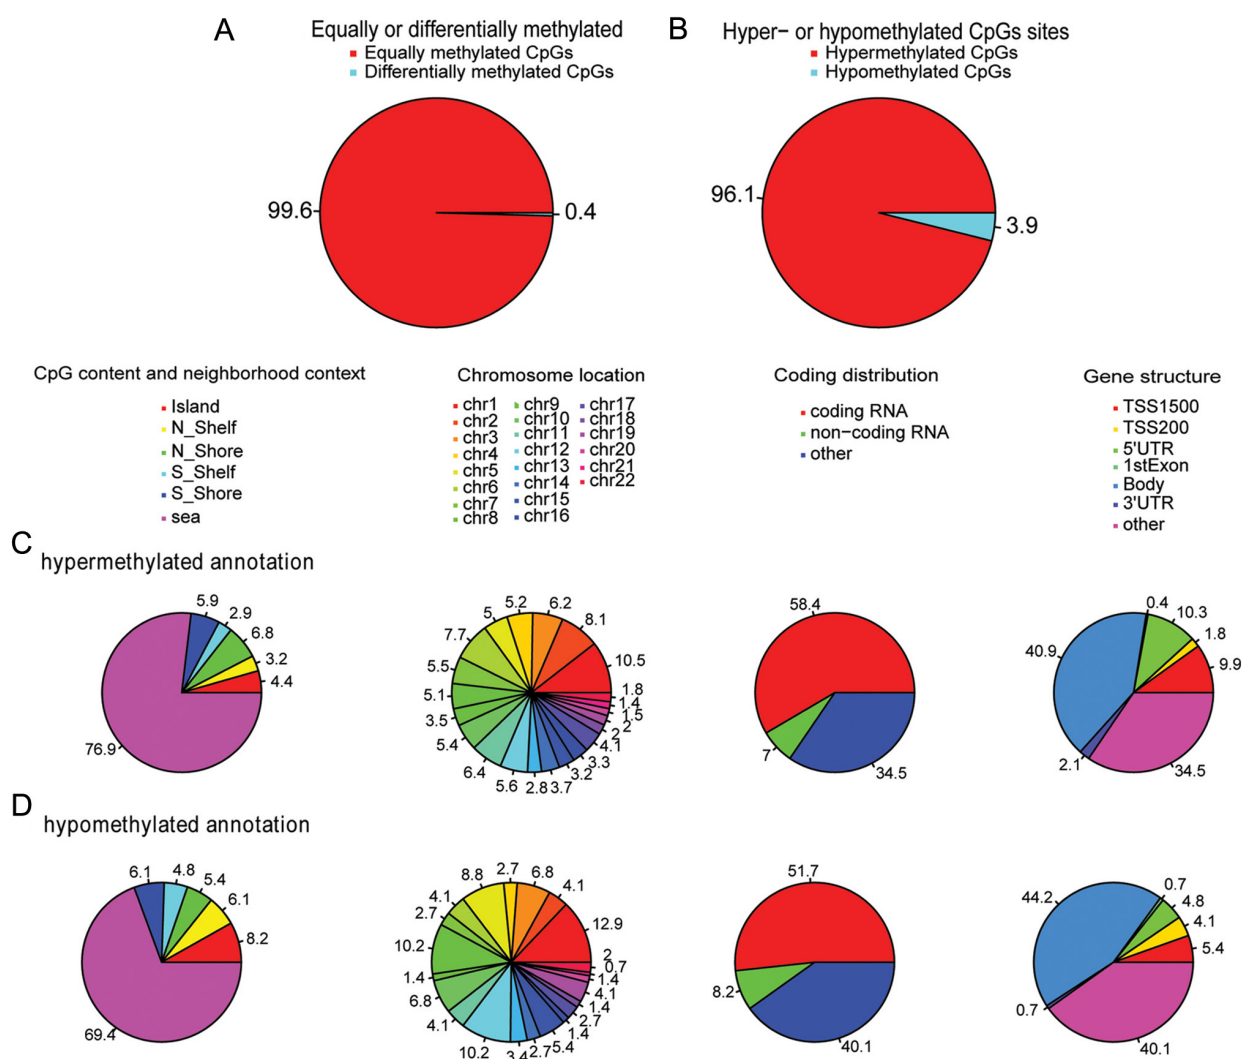 A
Equally or differentially methylated
Equally methylated CpGs
Differentially methylated CpGs
99.6
0.4
B
Hyper− or hypomethylated CpGs sites
Hypermethylated CpGs
Hypomethylated CpGs
96.1
3.9
CpG content and neighborhood context
Island
N_Shelf
N_Shore
S_Shelf
S_Shore
sea
Chromosome location
chr1
chr2
chr3
chr4
chr5
chr6
chr7
chr8
chr9
chr10
chr11
chr12
chr13
chr14
chr15
chr16
chr17
chr18
chr19
chr20
chr21
chr22
Coding distribution
coding RNA
non−coding RNA
other
Gene structure
TSS1500
TSS200
5'UTR
1stExon
Body
3'UTR
other
C
hypermethylated annotation
5.9
2.9
6.8
3.2
4.4
76.9
10.5
8.1
6.2
5.2
5
7.7
5.5
5.1
3.5
5.4
6.4
5.6
2.8
3.7
3.2
3.3
4.1
2
2
1.5
1.4
1.8
58.4
7
34.5
0.4
10.3
1.8
9.9
40.9
2.1
34.5
D
hypomethylated annotation
6.1
4.8
5.4
6.1
8.2
69.4
12.9
4.1
6.8
2.7
8.8
4.1
2.7
10.2
1.4
6.8
4.1
10.2
3.4
2.7
5.4
1.4
2.7
1.4
4.1
1.4
0.7
2
51.7
8.2
40.1
0.7
4.8
4.1
5.4
44.2
0.7
40.1